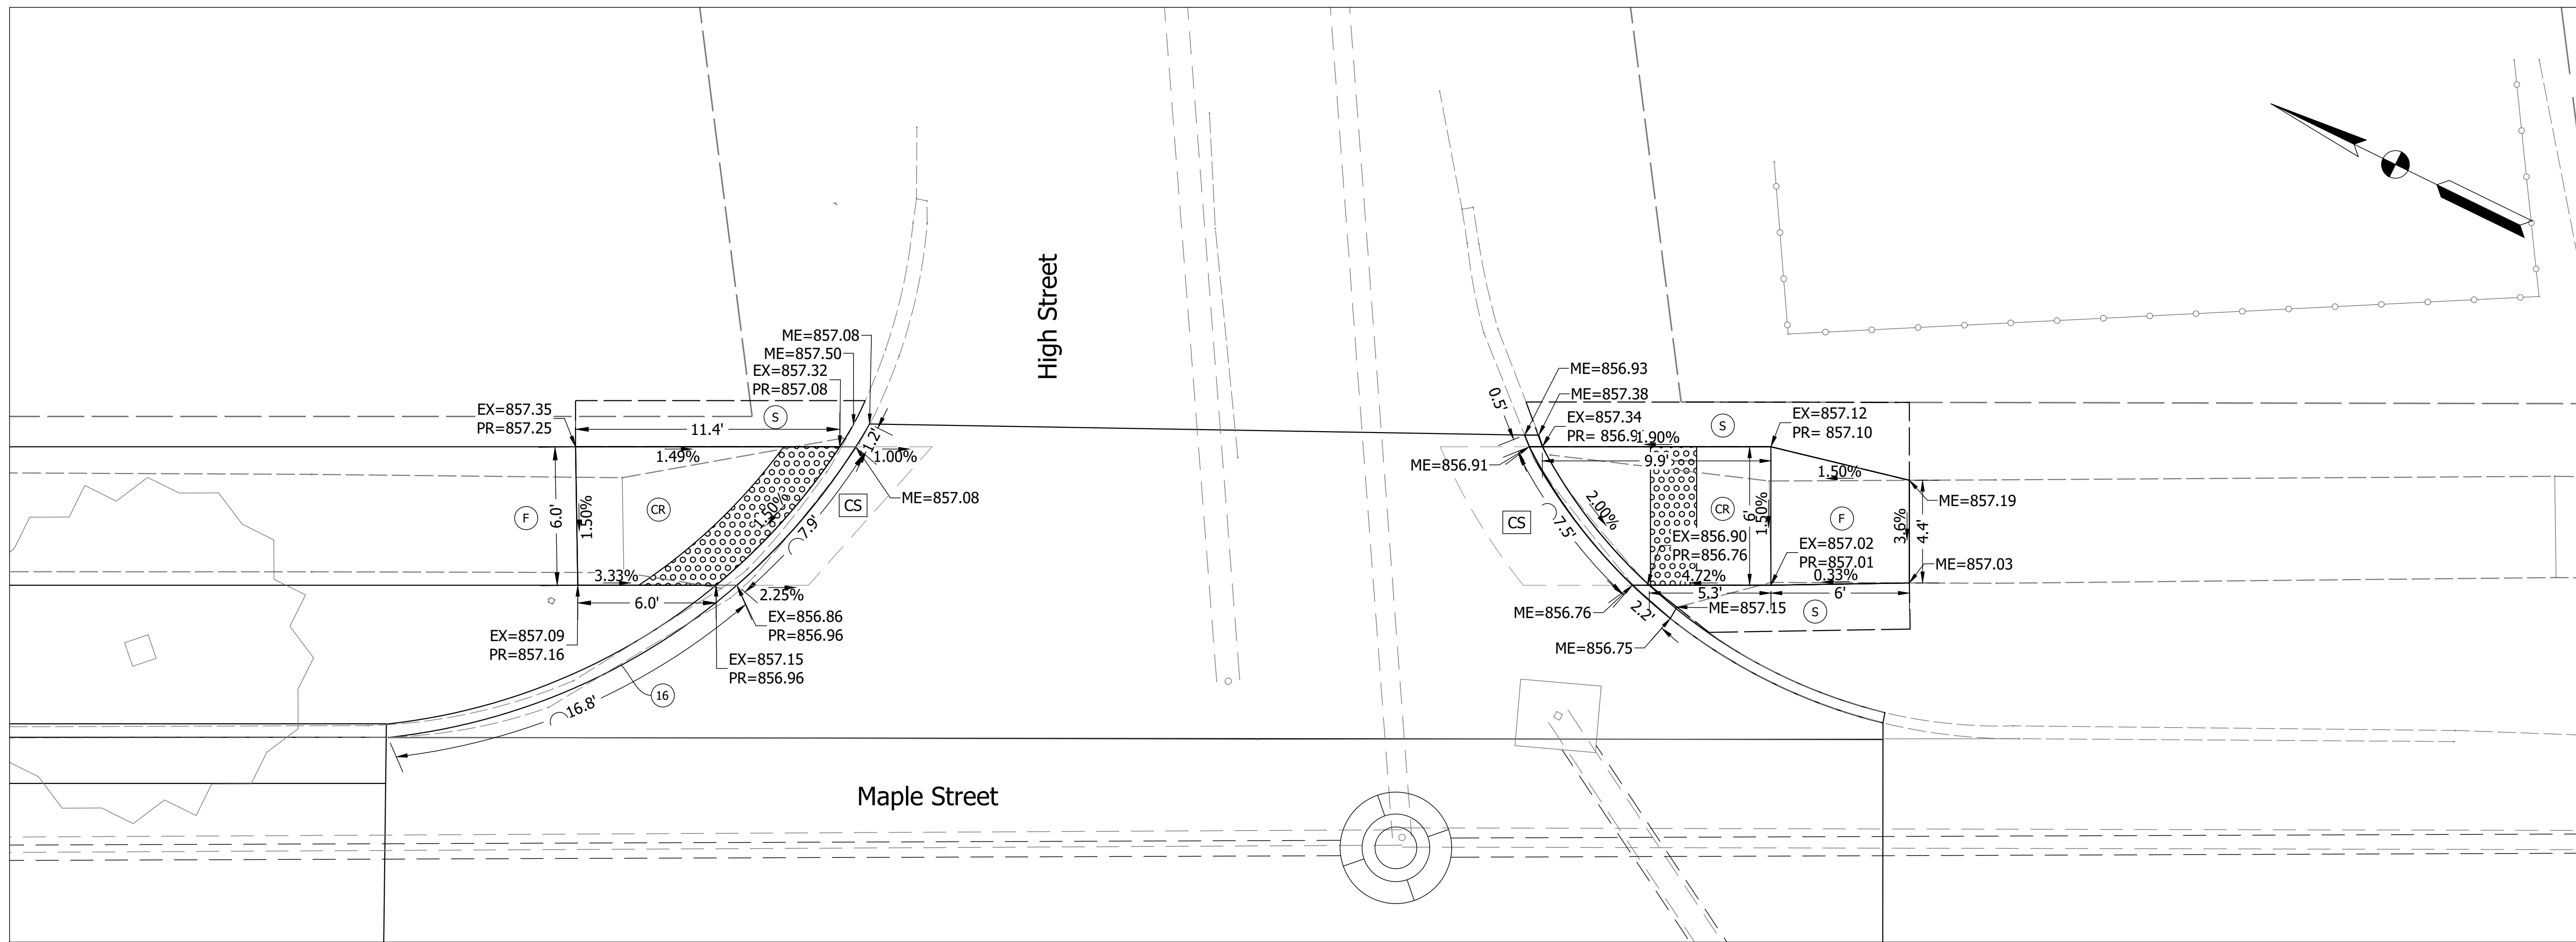 High Street
ME=857.08
ME=857.50
EX=857.32
PR=857.08
EX=857.35
PR=857.25
11.4'
S
1.2'
1.49%
1.00%
ME=857.08
F
6.0'
1.50%
CR
1.50%
CS
7.9'
3.33%
6.0'
2.25%
EX=856.86
PR=856.96
EX=857.09
PR=857.16
EX=857.15
PR=856.96
16
16.8'
ME=856.93
ME=857.38
0.5'
EX=857.34
1.90%
S
EX=857.12
PR= 857.10
ME=856.91
9.9'
1.50%
ME=857.19
CS
7.5'
2.00%
CR
6'
1.50%
F
3.6%
4.4'
EX=856.90
PR=856.76
EX=857.02
PR=857.01
ME=857.03
4.72%
0.33%
5.3'
6'
ME=856.76
2.2'
ME=857.15
S
ME=856.75
Maple Street